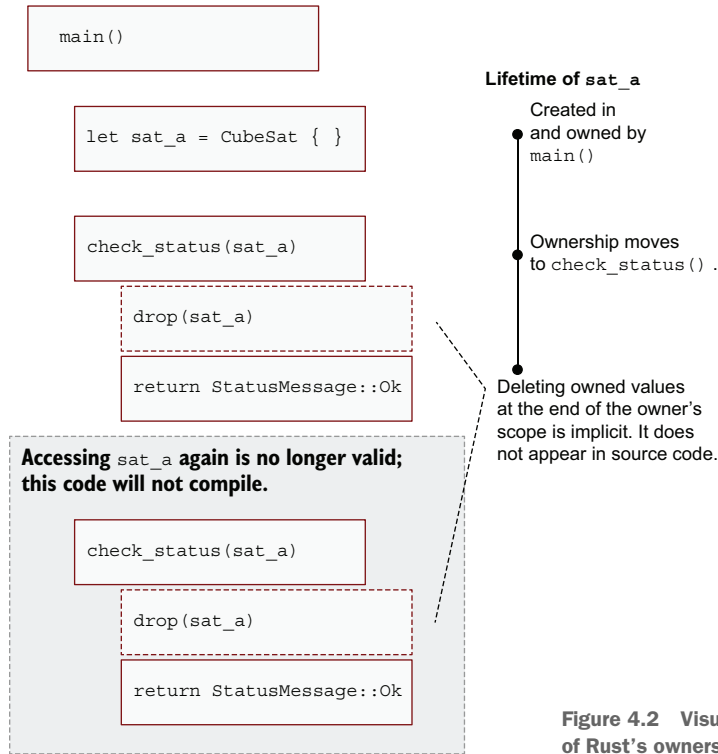 main()
let sat_a = CubeSat { }
check_status(sat_a)
drop(sat_a)
return StatusMessage::Ok
Accessing sat_a again is no longer valid;
this code will not compile.
check_status(sat_a)
drop(sat_a)
return StatusMessage::Ok
Lifetime of sat_a
Created in
and owned by
main()
Ownership moves
to check_status() .
Deleting owned values
at the end of the owner's
scope is implicit. It does
not appear in source code.
Figure 4.2 Visu
of Rust's owners